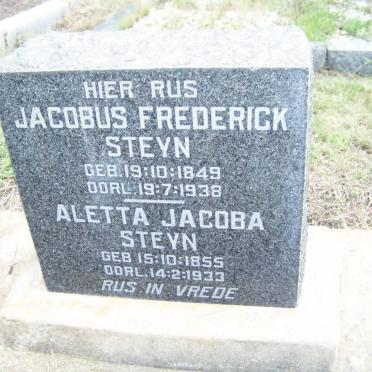 HIER RUS
JACOBUS FREDERICK
STEYN
GEB. 19:10:1849
OORL. 19:7:1938
ALETTA JACOBA
STEYN
GEB 15:10:1855
OORL. 14:2:1933
RUS IN VREDE